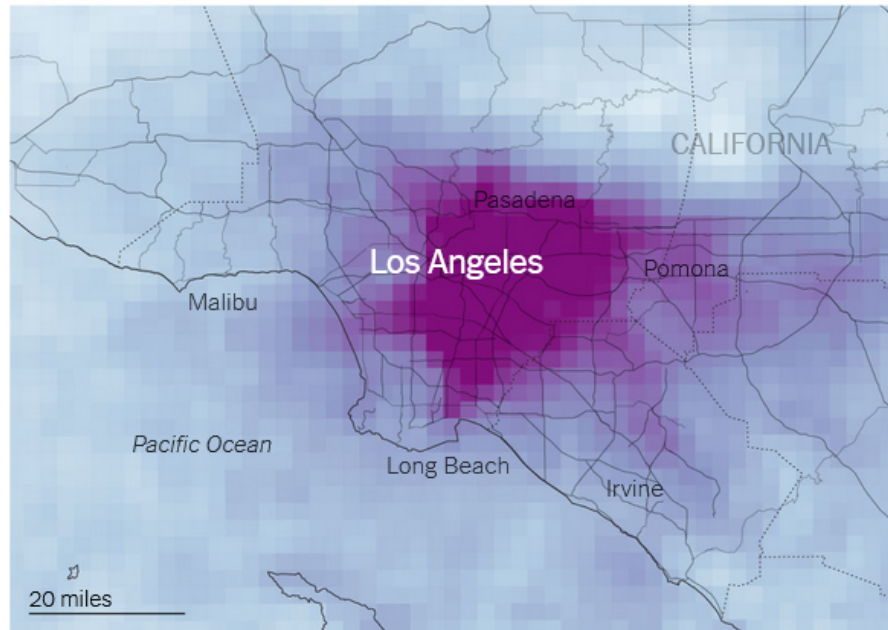 CALIFORNIA
Pasadena
Los Angeles
Pomona
Malibu
Pacific Ocean
Long Beach
Irvine
20 miles